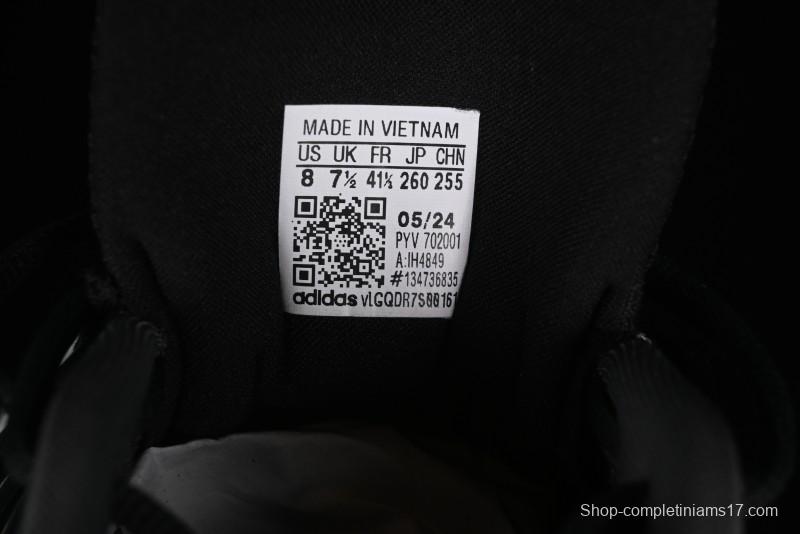 MADE IN VIETNAM
US UK FR JP CHN
8 7½ 41⅓ 260 255
05/24
PYV 702001
A:IH4849
#134736835
adidas vLGQDR7S00161
Shop-completiniams17.com